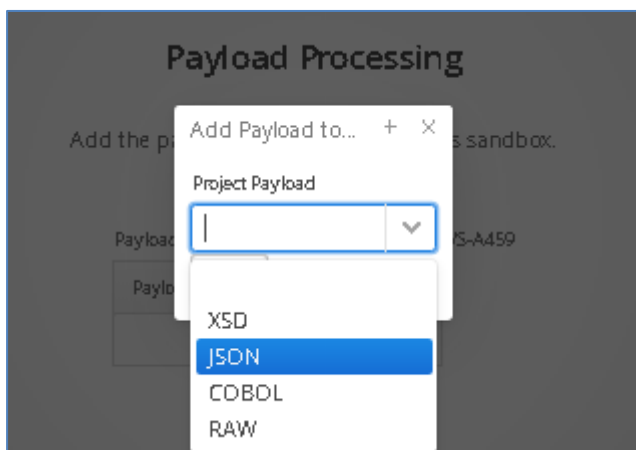 Payload Processing
Add the pa
s sandbox.
Add Payload to...
Project Payload
Payload
/S-A459
Paylo
XSD
JSON
COBOL
RAW